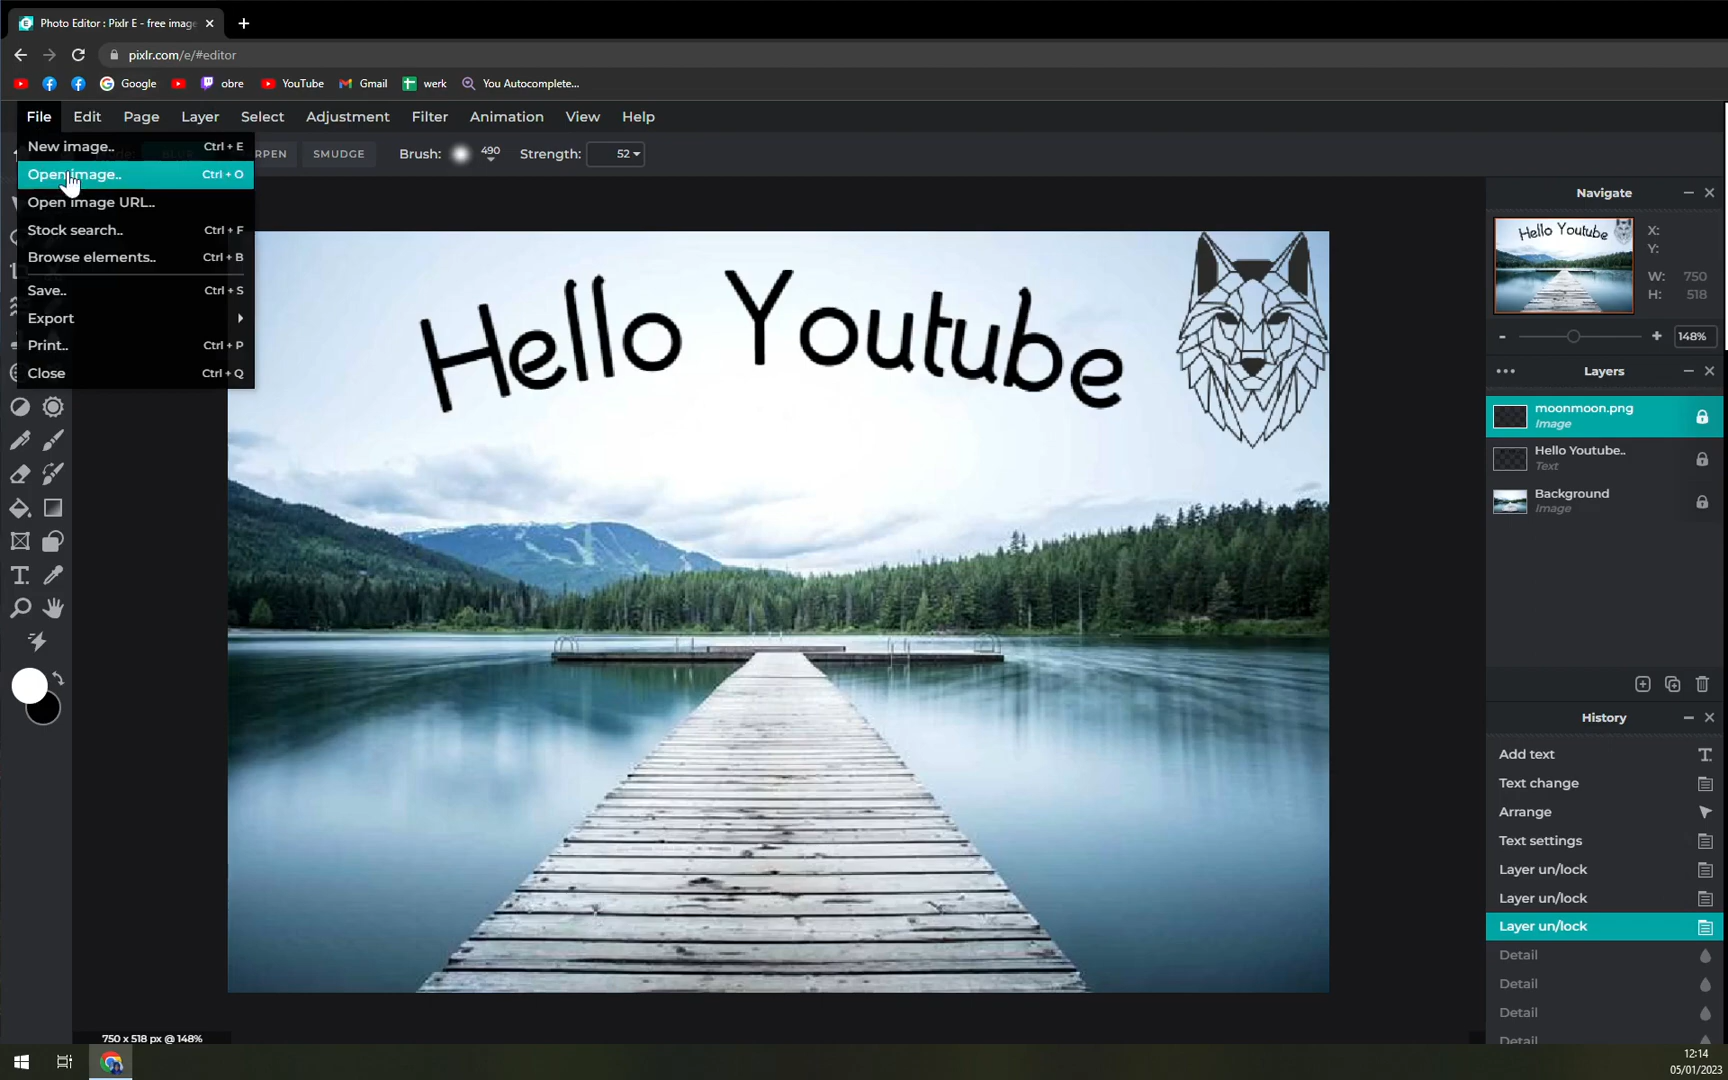 Photo Editor : Pixlr E - free image
pixlr.com/e/#editor
Google
obre
YouTube
Gmail
werk
You Autocomplete...
File Edit Page Layer Select Adjustment Filter Animation View Help
SMUDGE Brush: 490 Strength: 52
New image.. Ctrl + E
Open image.. Ctrl + O
Open image URL..
Stock search.. Ctrl + F
Browse elements.. Ctrl + B
Save.. Ctrl + S
Export
Print.. Ctrl + P
Close Ctrl + Q
Hello Youtube
Navigate
Hello Youtube
X:
Y:
W: 750
H: 518
148%
Layers
moonmoon.png
Image
Hello Youtube..
Text
Background
Image
History
Add text
Text change
Arrange
Text settings
Layer un/lock
Layer un/lock
Layer un/lock
Detail
Detail
Detail
Detail
750 x 518 px @ 148%
12:14
05/01/2023